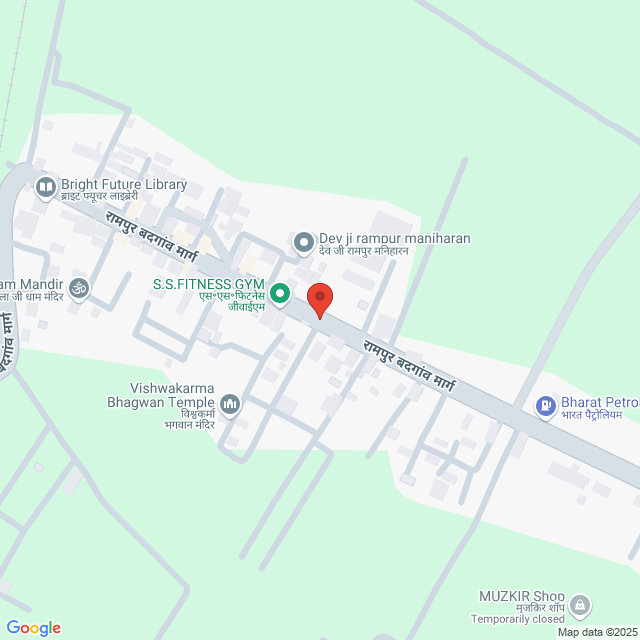 Bright Future Library
ब्राइट फ्यूचर लाइब्रेरी
रामपुर बदगांव मार्ग
Dev ji rampur maniharan
देव जी रामपुर मनिहारन
am Mandir
ला जी धाम मंदिर
S.S.FITNESS GYM
एस॰एस॰फिटनेस
जीवाईएम
बदगांव मार्ग
रामपुर बदगांव मार्ग
Vishwakarma
Bhagwan Temple
विश्वकर्मा
भगवान मंदिर
Bharat Petrol
भारत पैट्रोलियम
MUZKIR Shop
मुजकिर शॉप
Temporarily closed
Google
Map data ©2025